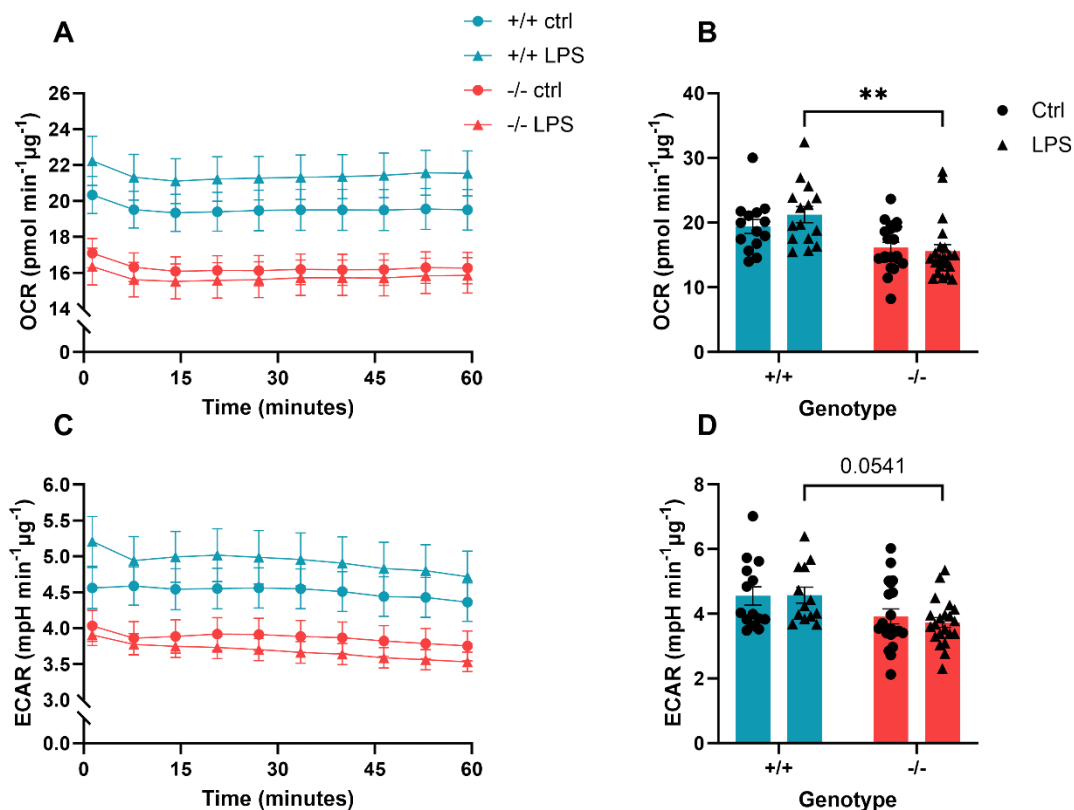 A
+/+ ctrl
+/+ LPS
-/- ctrl
-/- LPS
OCR (pmol min⁻¹µg⁻¹)
26
24
22
20
18
16
14
0
0 15 30 45 60
Time (minutes)
B
Ctrl
LPS
**
OCR (pmol min⁻¹µg⁻¹)
40
30
20
10
0
+/+ -/-
Genotype
C
ECAR (mpH min⁻¹µg⁻¹)
6.0
5.5
5.0
4.5
4.0
3.5
3.0
0.0
0 15 30 45 60
Time (minutes)
D
0.0541
ECAR (mpH min⁻¹µg⁻¹)
8
6
4
2
0
+/+ -/-
Genotype